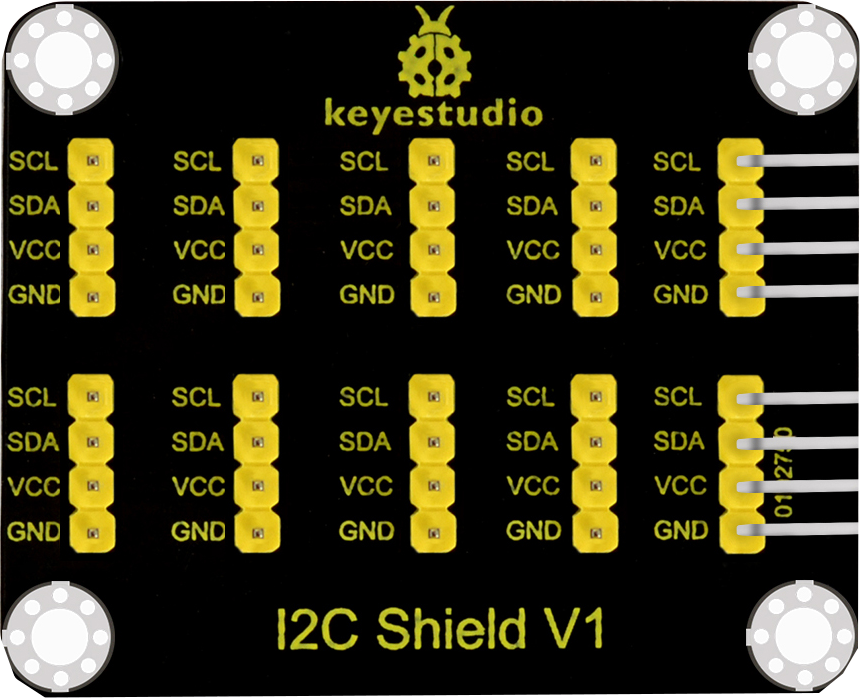 keyestudio
SCL SCL SCL SCL SCL
SDA SDA SDA SDA SDA
VCC VCC VCC VCC VCC
GND GND GND GND GND
SCL SCL SCL SCL SCL
SDA SDA SDA SDA SDA
VCC VCC VCC VCC VCC
GND GND GND GND GND
I2C Shield V1